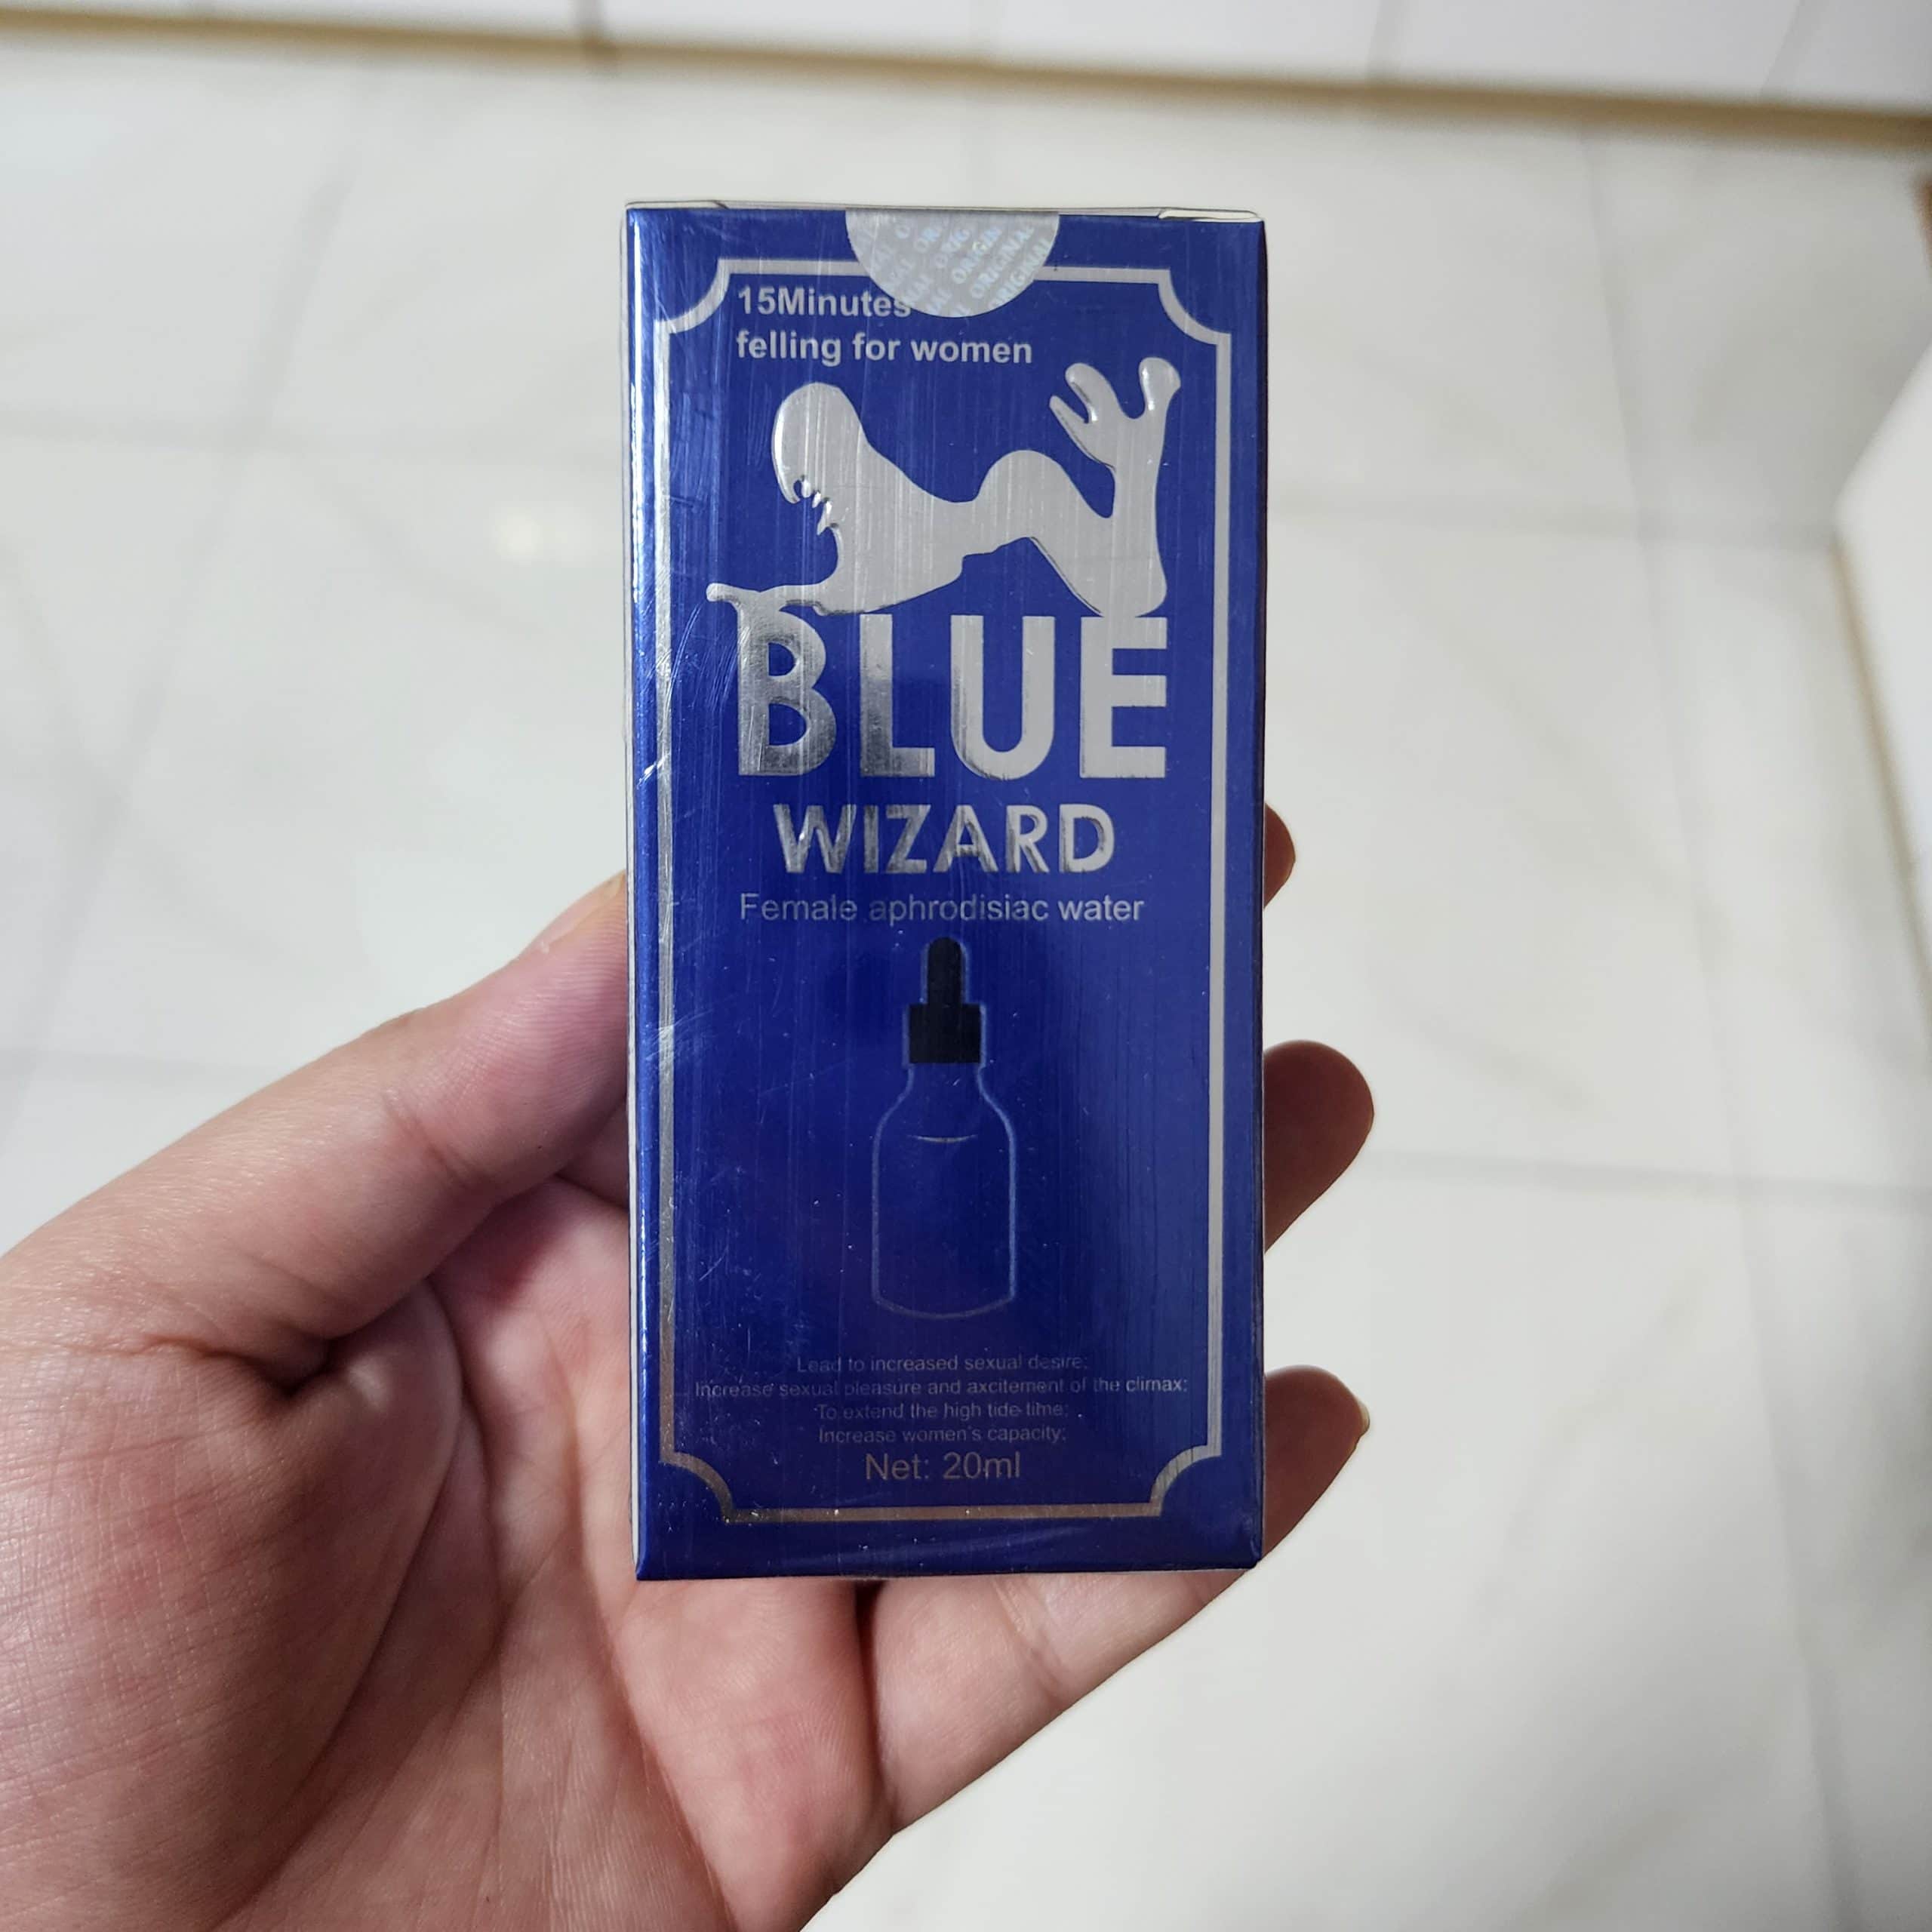 ORIGINAL
15Minutes
felling for women
BLUE
WIZARD
Female aphrodisiac water
Lead to increased sexual desire;
Increase sexual pleasure and axcitement of the climax;
To extend the high tide time;
Increase women's capacity;
Net: 20ml